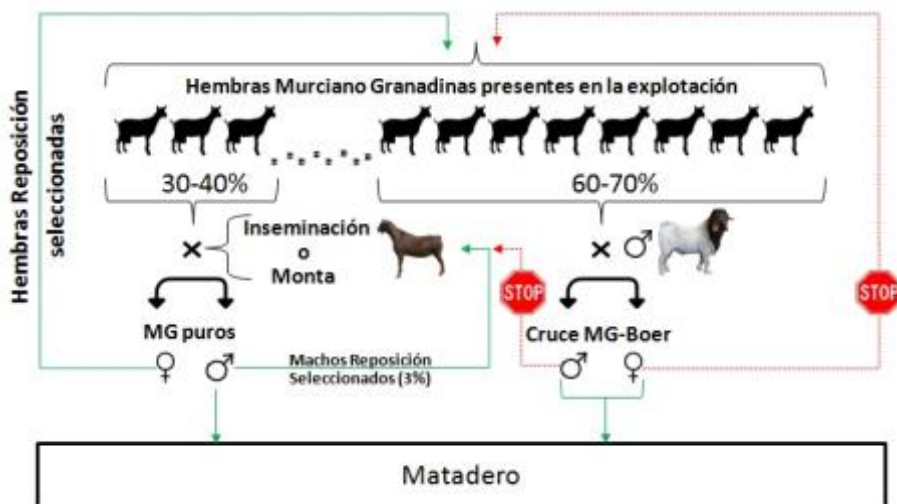 Hembras Reposición
seleccionadas
Hembras Murciano Granadinas presentes en la explotación
30-40%
60-70%
Inseminación
o
Monta
STOP
STOP
MG puros
Cruce MG-Boer
Machos Reposición
Seleccionados (3%)
Matadero